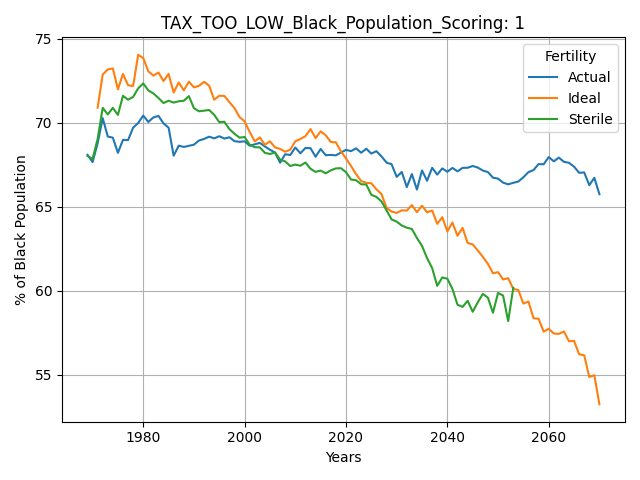 TAX_TOO_LOW_Black_Population_Scoring: 1
Fertility
Actual
Ideal
Sterile
% of Black Population
75
70
65
60
55
1980
2000
2020
2040
2060
Years